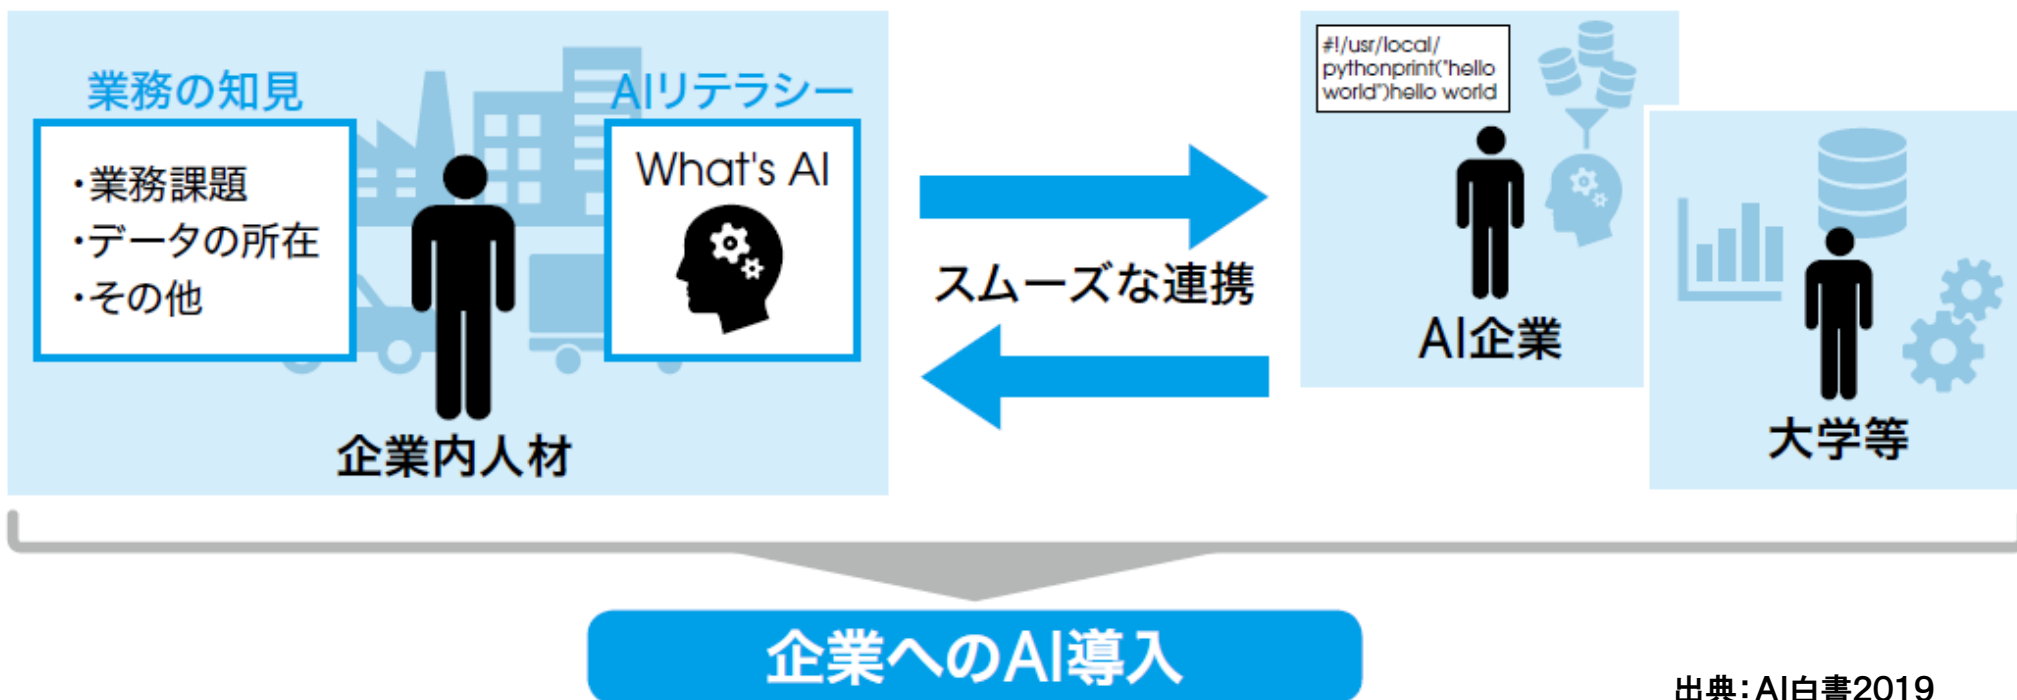 業務の知見
・業務課題
・データの所在
・その他
AIリテラシー
What's AI
企業内人材
スムーズな連携
#!/usr/local/
pythonprint("hello
world")hello world
AI企業
大学等
企業へのAI導入
出典：AI白書2019